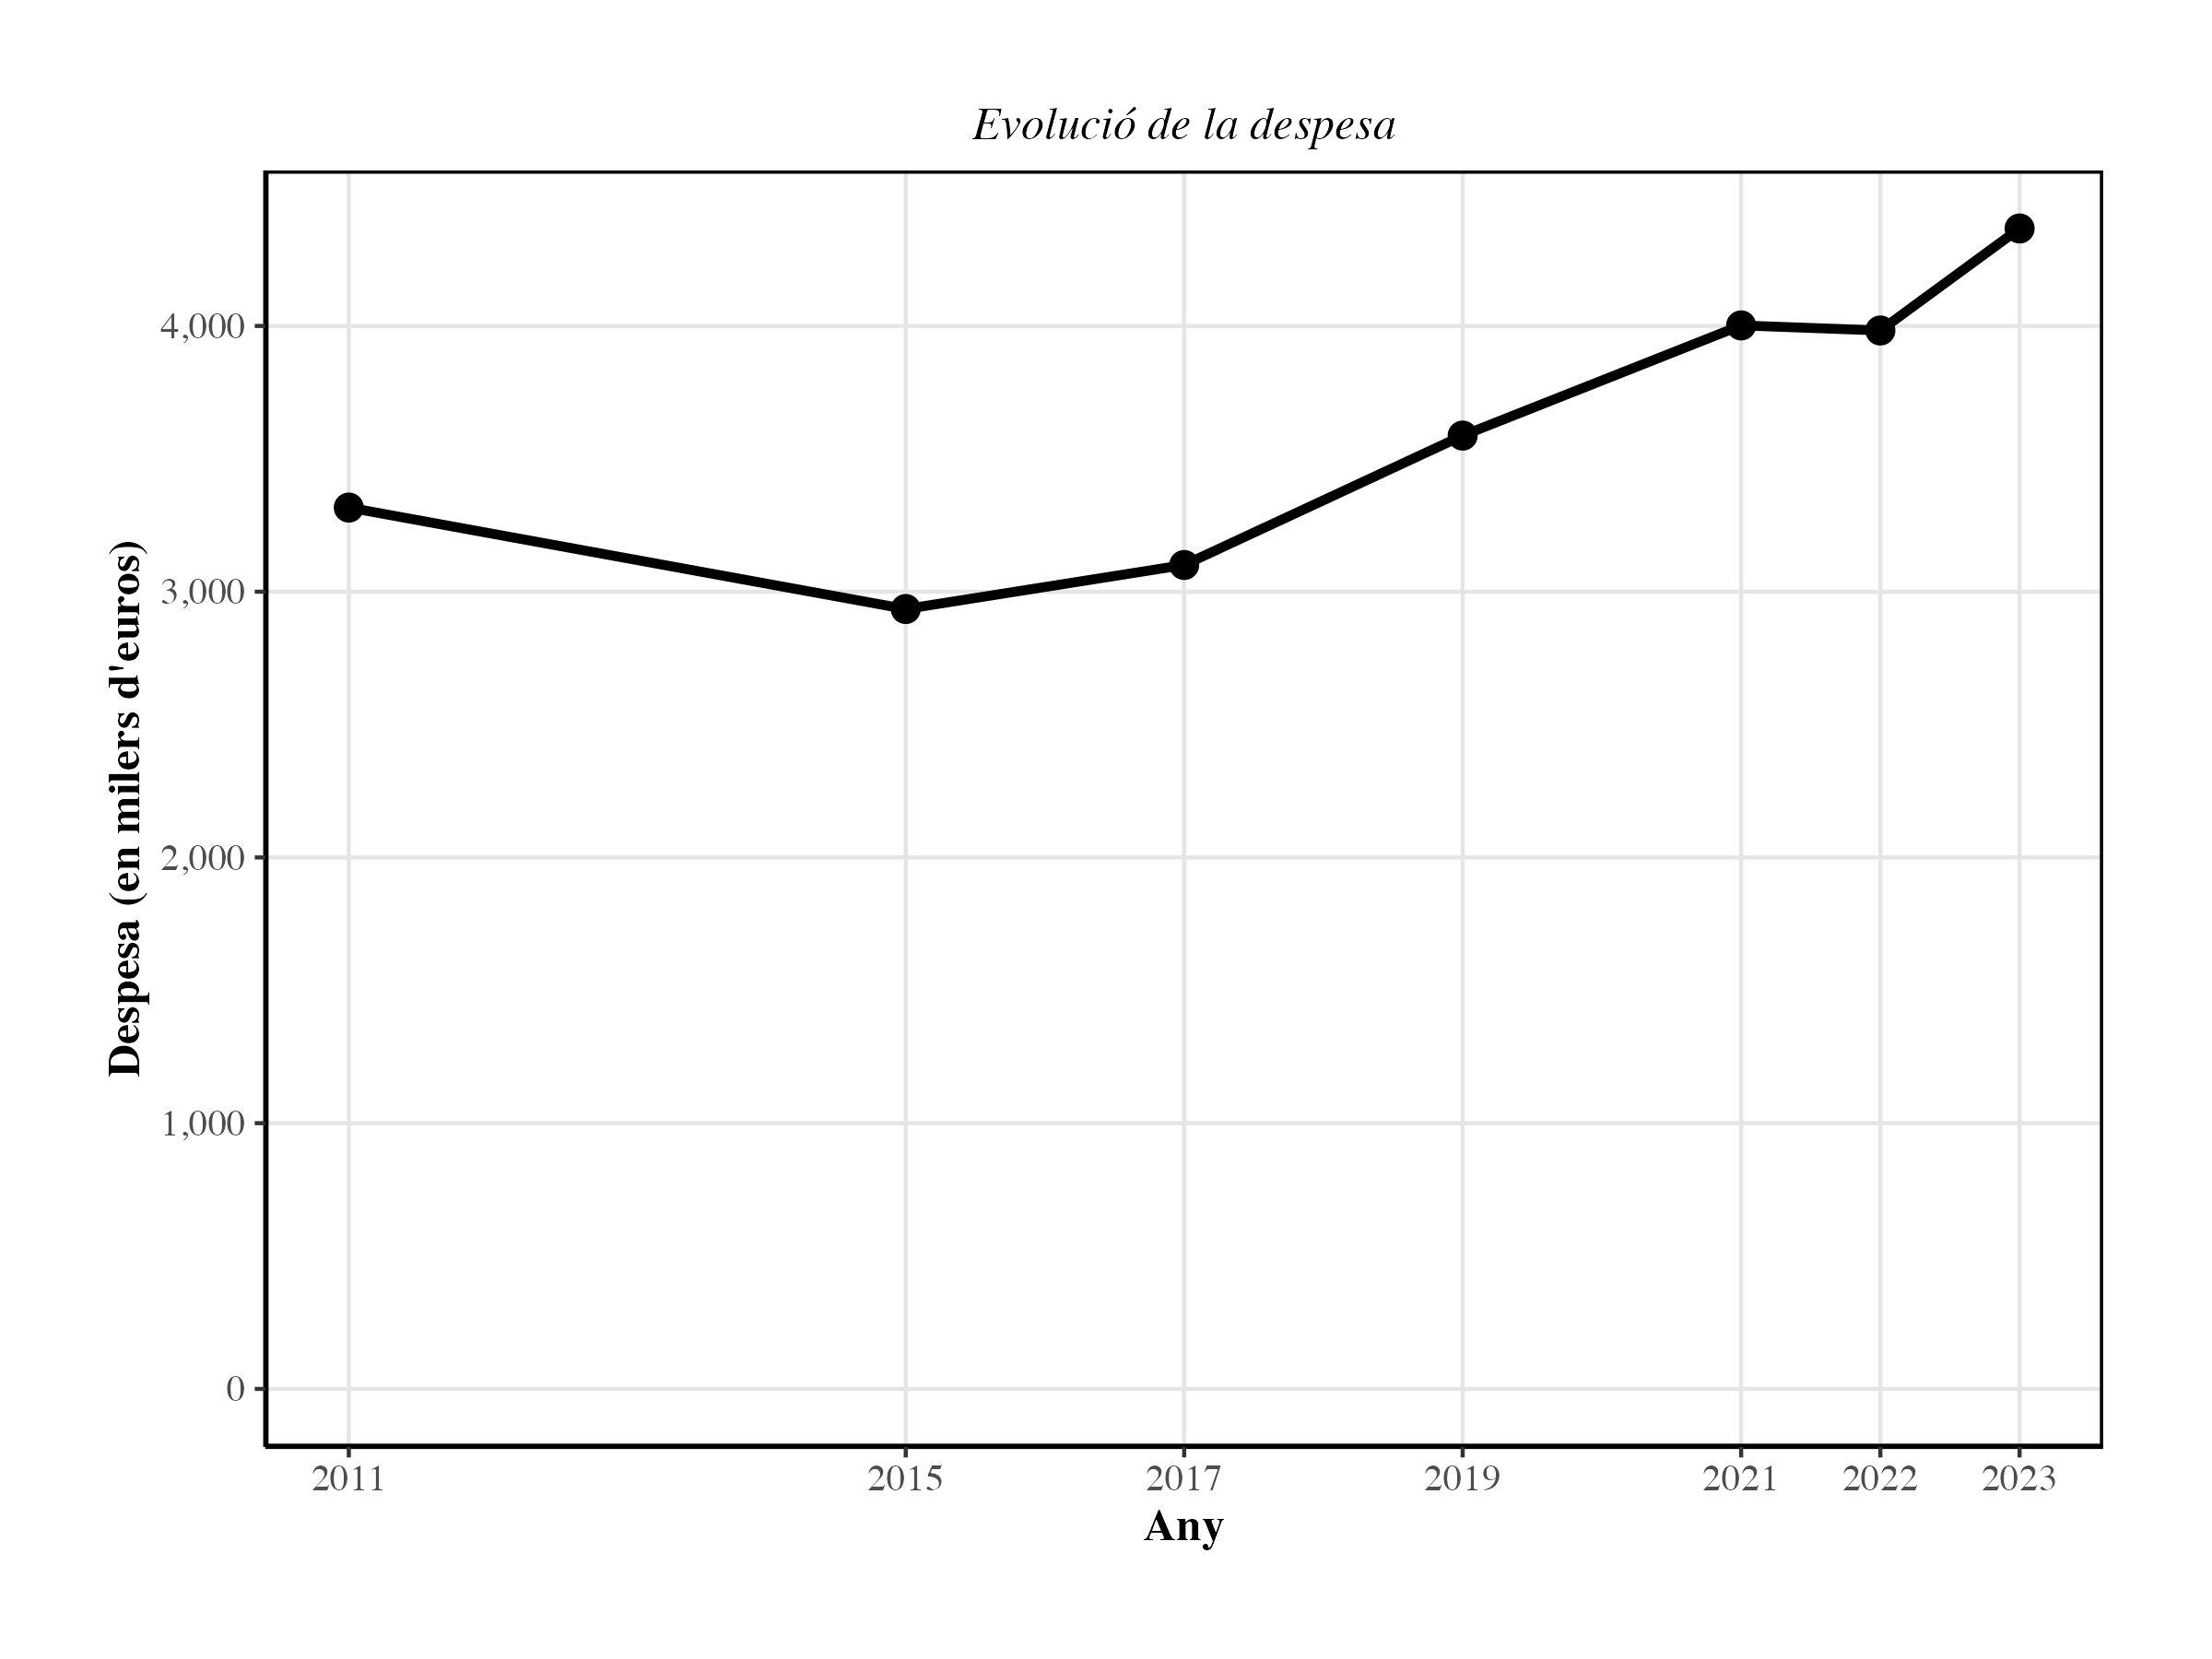 Evolució de la despesa
Despesa (en milers d'euros)
4,000
3,000
2,000
1,000
0
2011 2015 2017 2019 2021 2022 2023
Any